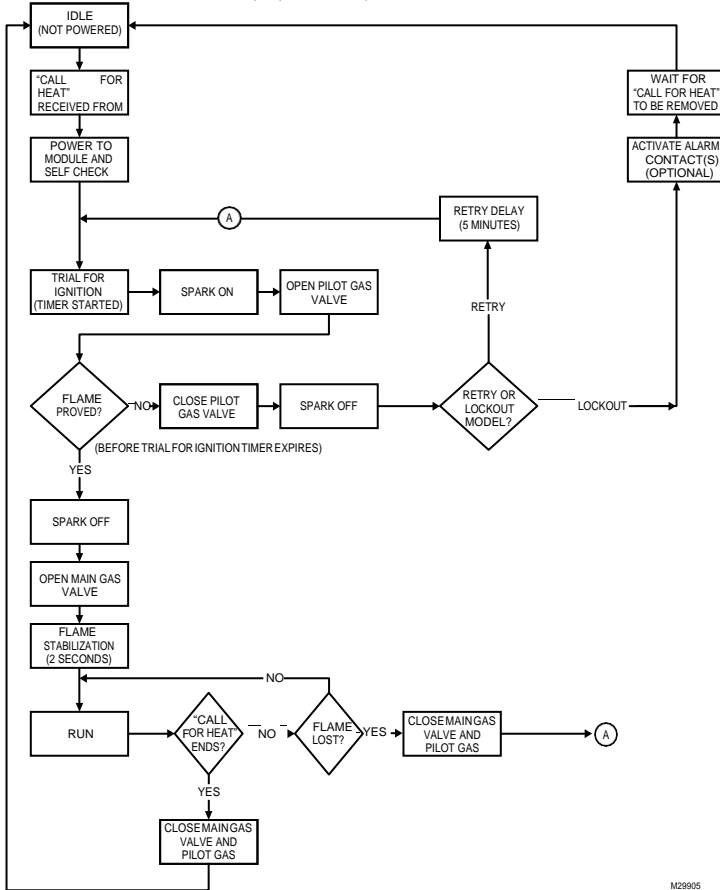 IDLE
(NOT POWERED)
"CALL FOR
HEAT"
RECEIVED FROM
POWER TO
MODULE AND
SELF CHECK
WAIT FOR
"CALL FOR HEAT"
TO BE REMOVED
ACTIVATE ALARM
CONTACT(S)
(OPTIONAL)
A
RETRY DELAY
(5 MINUTES)
TRIAL FOR
IGNITION
(TIMER STARTED)
SPARK ON
OPEN PILOT GAS
VALVE
RETRY
FLAME
PROVED?
NO
CLOSE PILOT
GAS VALVE
SPARK OFF
RETRY OR
LOCKOUT
MODEL?
LOCKOUT
(BEFORE TRIAL FOR IGNITION TIMER EXPIRES)
YES
SPARK OFF
OPEN MAIN GAS
VALVE
FLAME
STABILIZATION
(2 SECONDS)
NO
RUN
"CALL
FOR HEAT"
ENDS?
NO
FLAME
LOST?
YES
CLOSE MAIN GAS
VALVE AND
PILOT GAS
A
YES
CLOSE MAIN GAS
VALVE AND
PILOT GAS
M29905